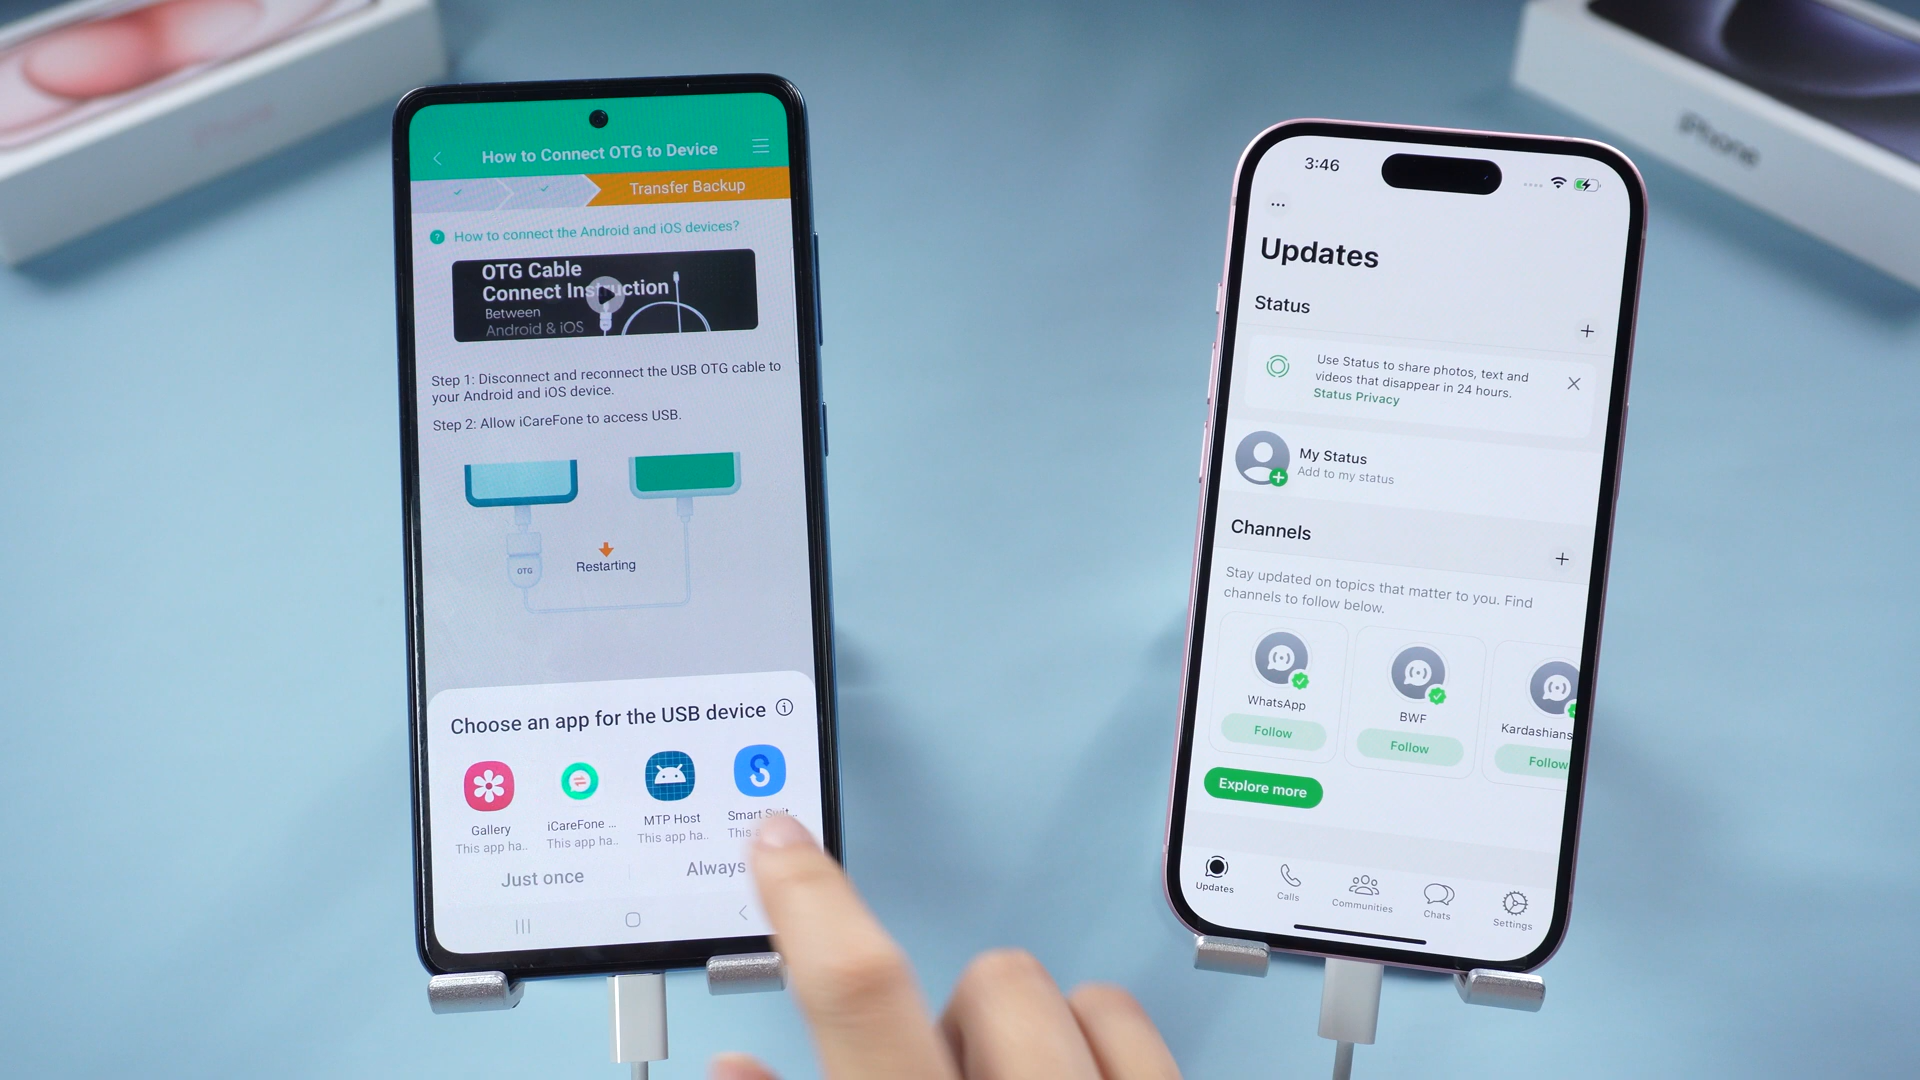 How to Connect OTG to Device
Transfer Backup
? How to connect the Android and iOS devices?
OTG Cable
Connect Instruction
Between
Android & iOS
Step 1: Disconnect and reconnect the USB OTG cable to
your Android and iOS device.
Step 2: Allow iCareFone to access USB.
OTG
Restarting
Choose an app for the USB device
Gallery
This app ha..
iCareFone ...
This app ha..
MTP Host
This app ha..
Smart Swit..
This a
Just once
Always
iPhone
iPhone
3:46
Updates
Status
Use Status to share photos, text and
videos that disappear in 24 hours.
Status Privacy
My Status
Add to my status
Channels
Stay updated on topics that matter to you. Find
channels to follow below.
WhatsApp
Follow
BWF
Follow
Kardashians
Follow
Explore more
Updates
Calls
Communities
Chats
Settings